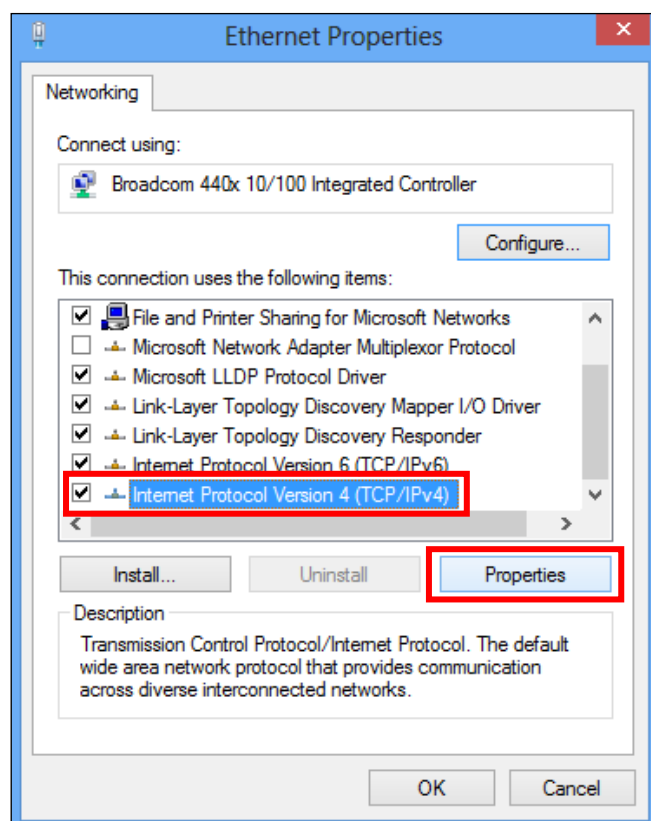 Ethernet Properties
Networking
Connect using:
Broadcom 440x 10/100 Integrated Controller
Configure...
This connection uses the following items:
File and Printer Sharing for Microsoft Networks
Microsoft Network Adapter Multiplexor Protocol
Microsoft LLDP Protocol Driver
Link-Layer Topology Discovery Mapper I/O Driver
Link-Layer Topology Discovery Responder
Internet Protocol Version 6 (TCP/IPv6)
Internet Protocol Version 4 (TCP/IPv4)
Install... Uninstall Properties
Description
Transmission Control Protocol/Internet Protocol. The default
wide area network protocol that provides communication
across diverse interconnected networks.
OK Cancel